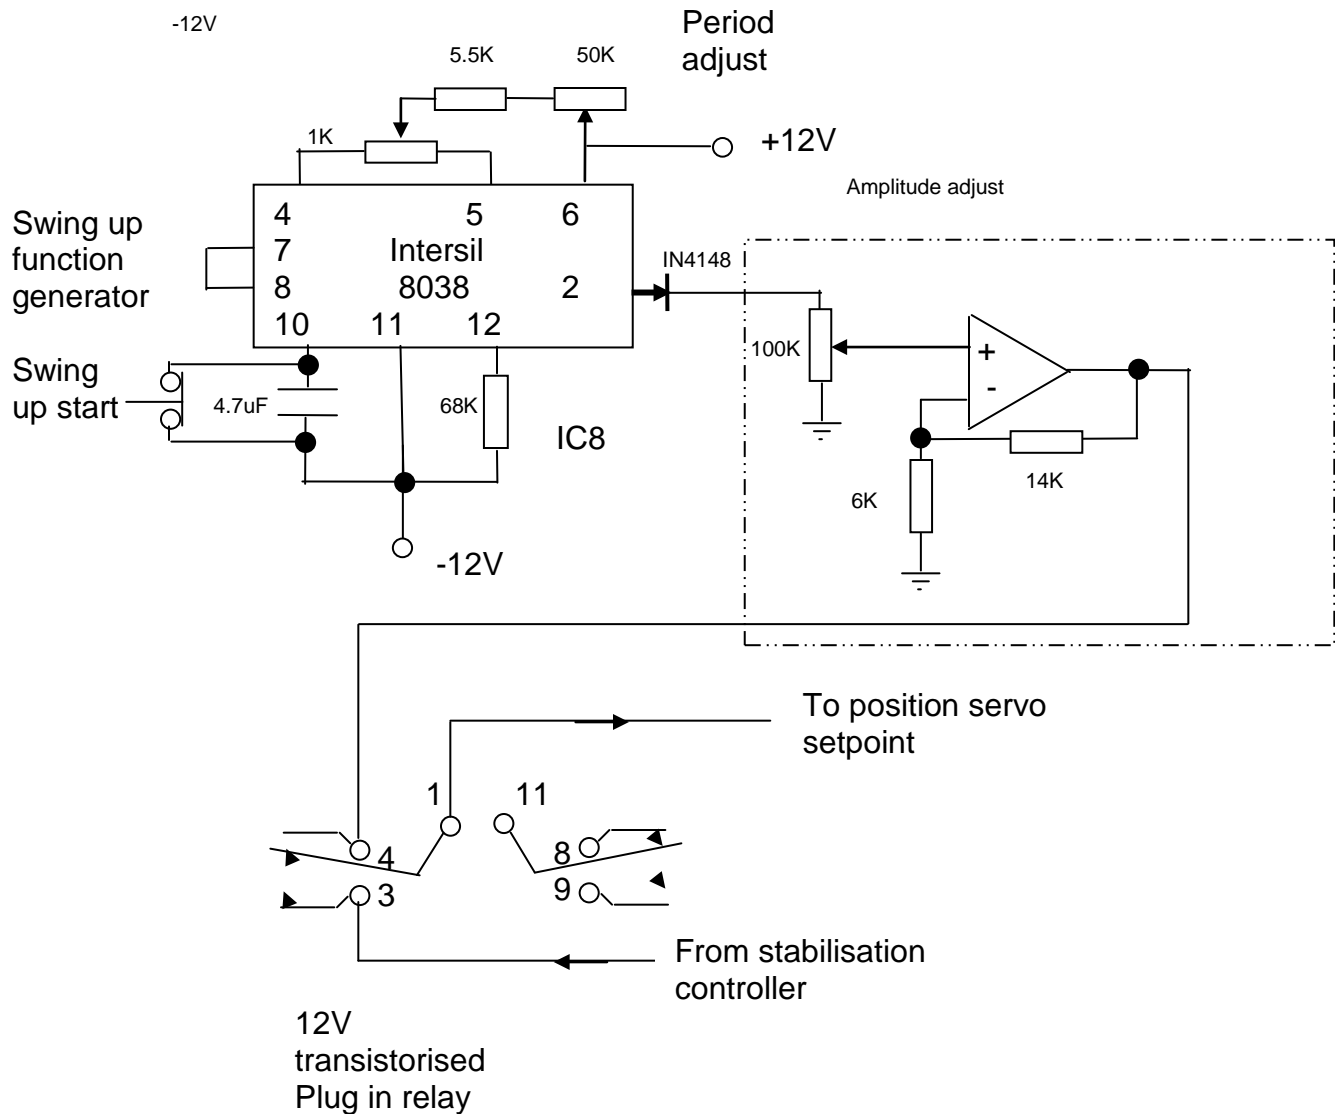 -12V
Period
adjust
5.5K
50K
1K
+12V
Amplitude adjust
Swing up
function
generator
4
5
6
7
Intersil
8
8038
2
10
11
12
IN4148
Swing
up start
4.7uF
68K
IC8
-12V
100K
+
-
14K
6K
To position servo
setpoint
1
11
4
8
3
9
From stabilisation
controller
12V
transistorised
Plug in relay